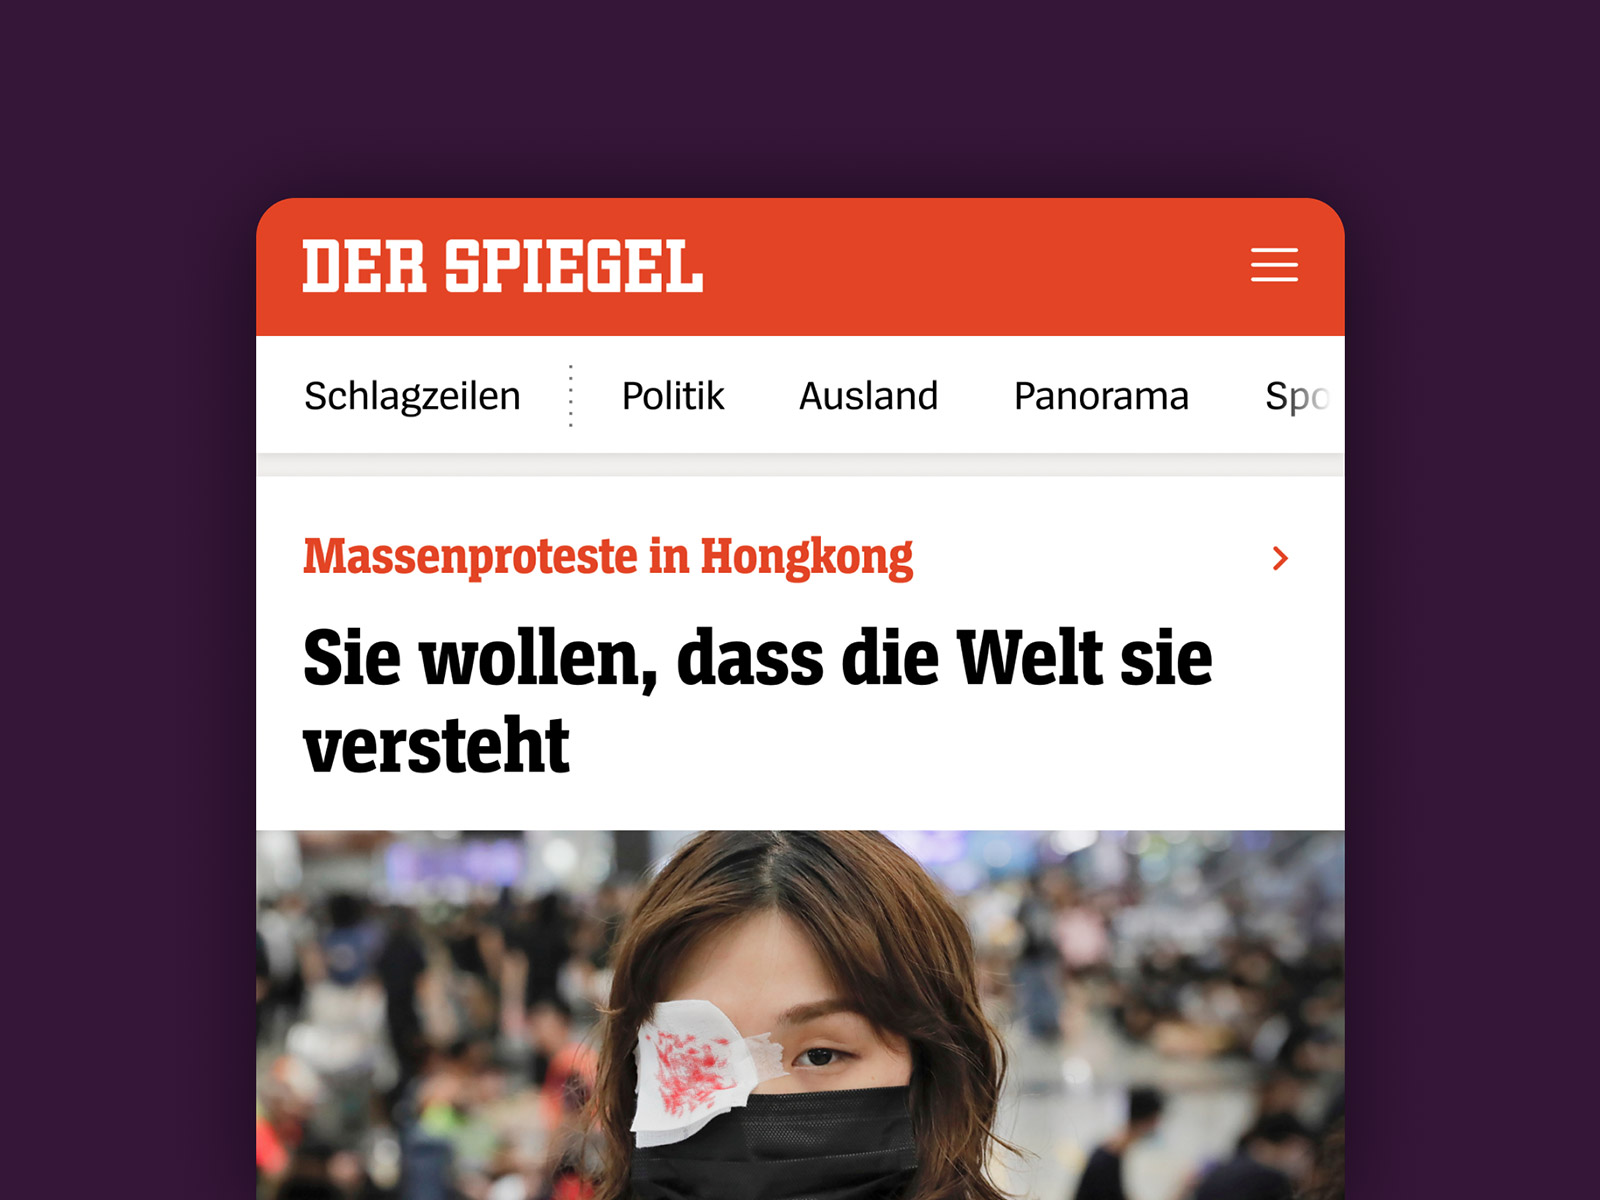 DER SPIEGEL
Schlagzeilen Politik Ausland Panorama Spo
Massenproteste in Hongkong
Sie wollen, dass die Welt sie
versteht